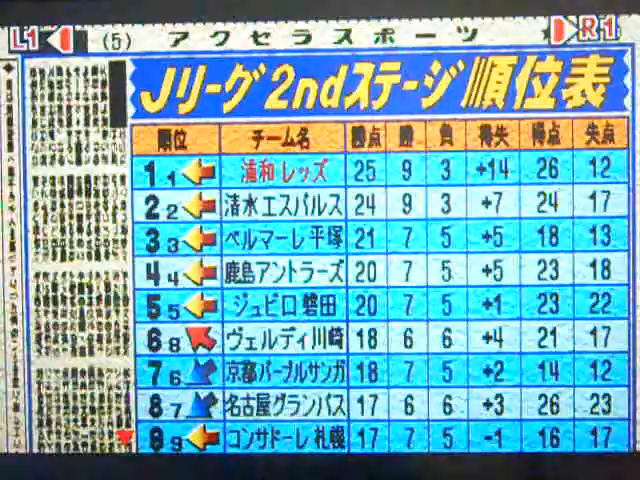 L1 (5) アクセラスポーツ R1
Jリーグ 2ndステージ順位表
順位 チーム名 勝点 勝 負 得失 得点 失点
1 1 浦和レッズ 25 9 3 +14 26 12
2 2 清水エスパルス 24 9 3 +7 24 17
3 3 ベルマーレ平塚 21 7 5 +5 18 13
4 4 鹿島アントラーズ 20 7 5 +5 23 18
5 5 ジュビロ磐田 20 7 5 +1 23 22
6 8 ヴェルディ川崎 18 6 6 +4 21 17
7 6 京都パープルサンガ 18 7 5 +2 14 12
8 7 名古屋グランパス 17 6 6 +3 26 23
9 9 コンサドーレ札幌 17 7 5 -1 16 17